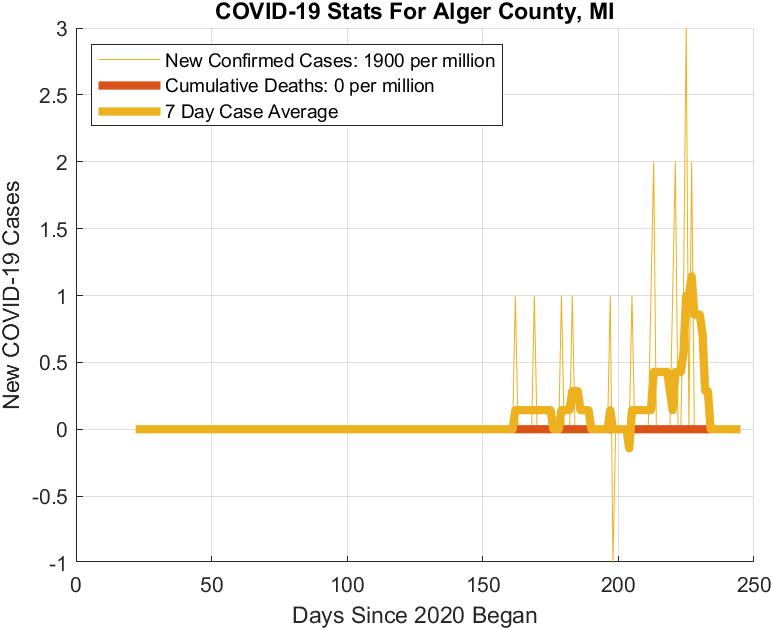 COVID-19 Stats For Alger County, MI
3
New Confirmed Cases: 1900 per million
Cumulative Deaths: 0 per million
7 Day Case Average
2.5
2
1.5
1
0.5
0
-0.5
-1
New COVID-19 Cases
0 50 100 150 200 250
Days Since 2020 Began